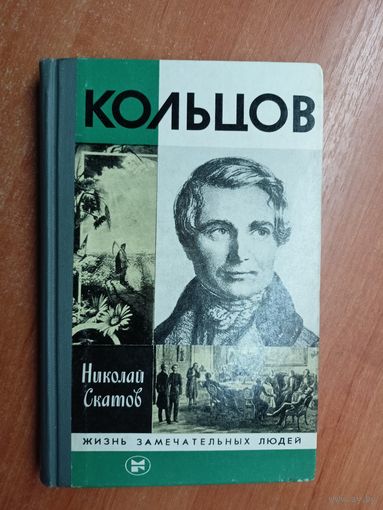 КОЛЬЦОВ
Николай
Скатов
ЖИЗНЬ ЗАМЕЧАТЕЛЬНЫХ ЛЮДЕЙ